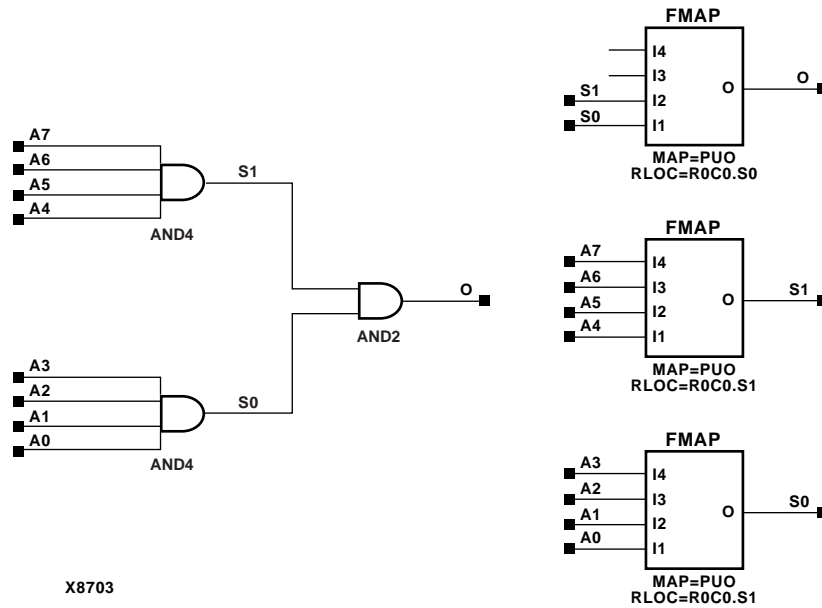 A7
A6
A5
A4
AND4
S1
A3
A2
A1
A0
AND4
S0
AND2
O
X8703
FMAP
I4
I3
S1 I2
S0 I1
O O
MAP=PUO
RLOC=R0C0.S0
FMAP
A7 I4
A6 I3
A5 I2
A4 I1
O S1
MAP=PUO
RLOC=R0C0.S1
FMAP
A3 I4
A2 I3
A1 I2
A0 I1
O S0
MAP=PUO
RLOC=R0C0.S1